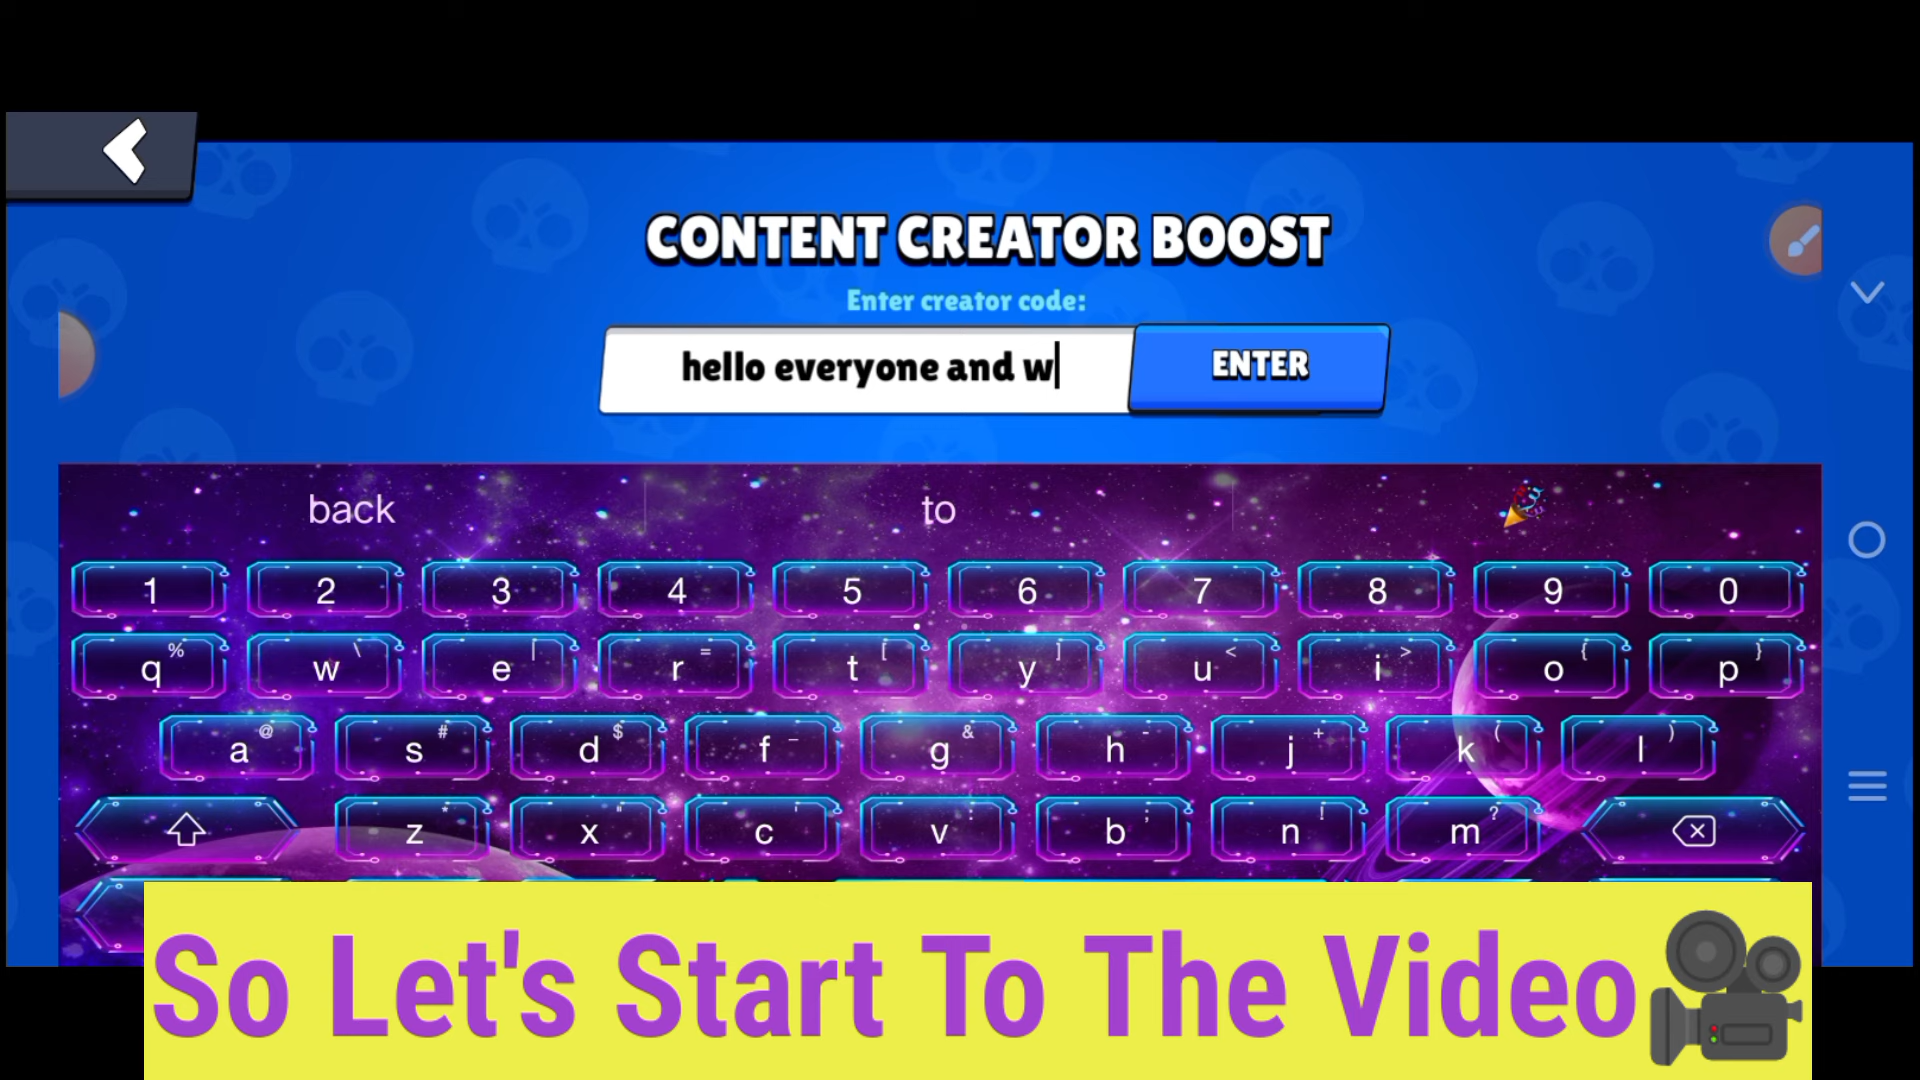 CONTENT CREATOR BOOST
Enter creator code:
hello everyone and w
ENTER
back to 🎉
1 2 3 4 5 6 7 8 9 0
q % w \ e | r = t [ y ] u < i > o { p }
a @ s # d $ f _ g & h - j + k ( l )
z * x " c ' v : b ; n ! m ?
So Let's Start To The Video🎥